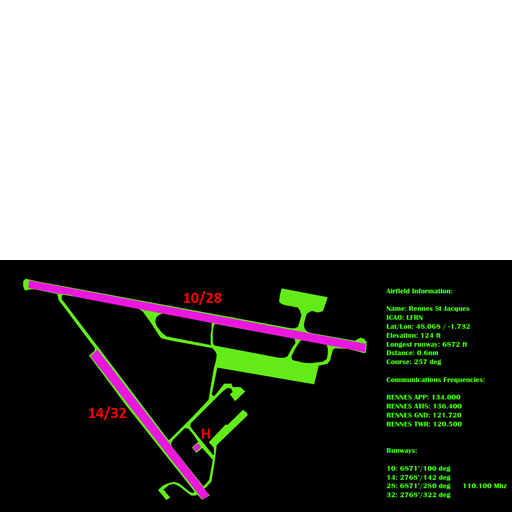 10/28
14/32
H
Airfield Information:
Name: Rennes St Jacques
ICAO: LFRN
Lat/Lon: 48.068 / -1.732
Elevation: 124 ft
Longest runway: 6872 ft
Dstance: 0.6nm
Course: 257 deg
Communications Frequencies:
RENNES APP: 134.000
RENNES ATIS: 136.400
RENNES GND: 121.720
RENNES TWR: 120.500
Runways:
10: 6871'/100 deg
14: 2768'/142 deg
28: 6871'/280 deg 110.100 Mhz
32: 2768'/322 deg